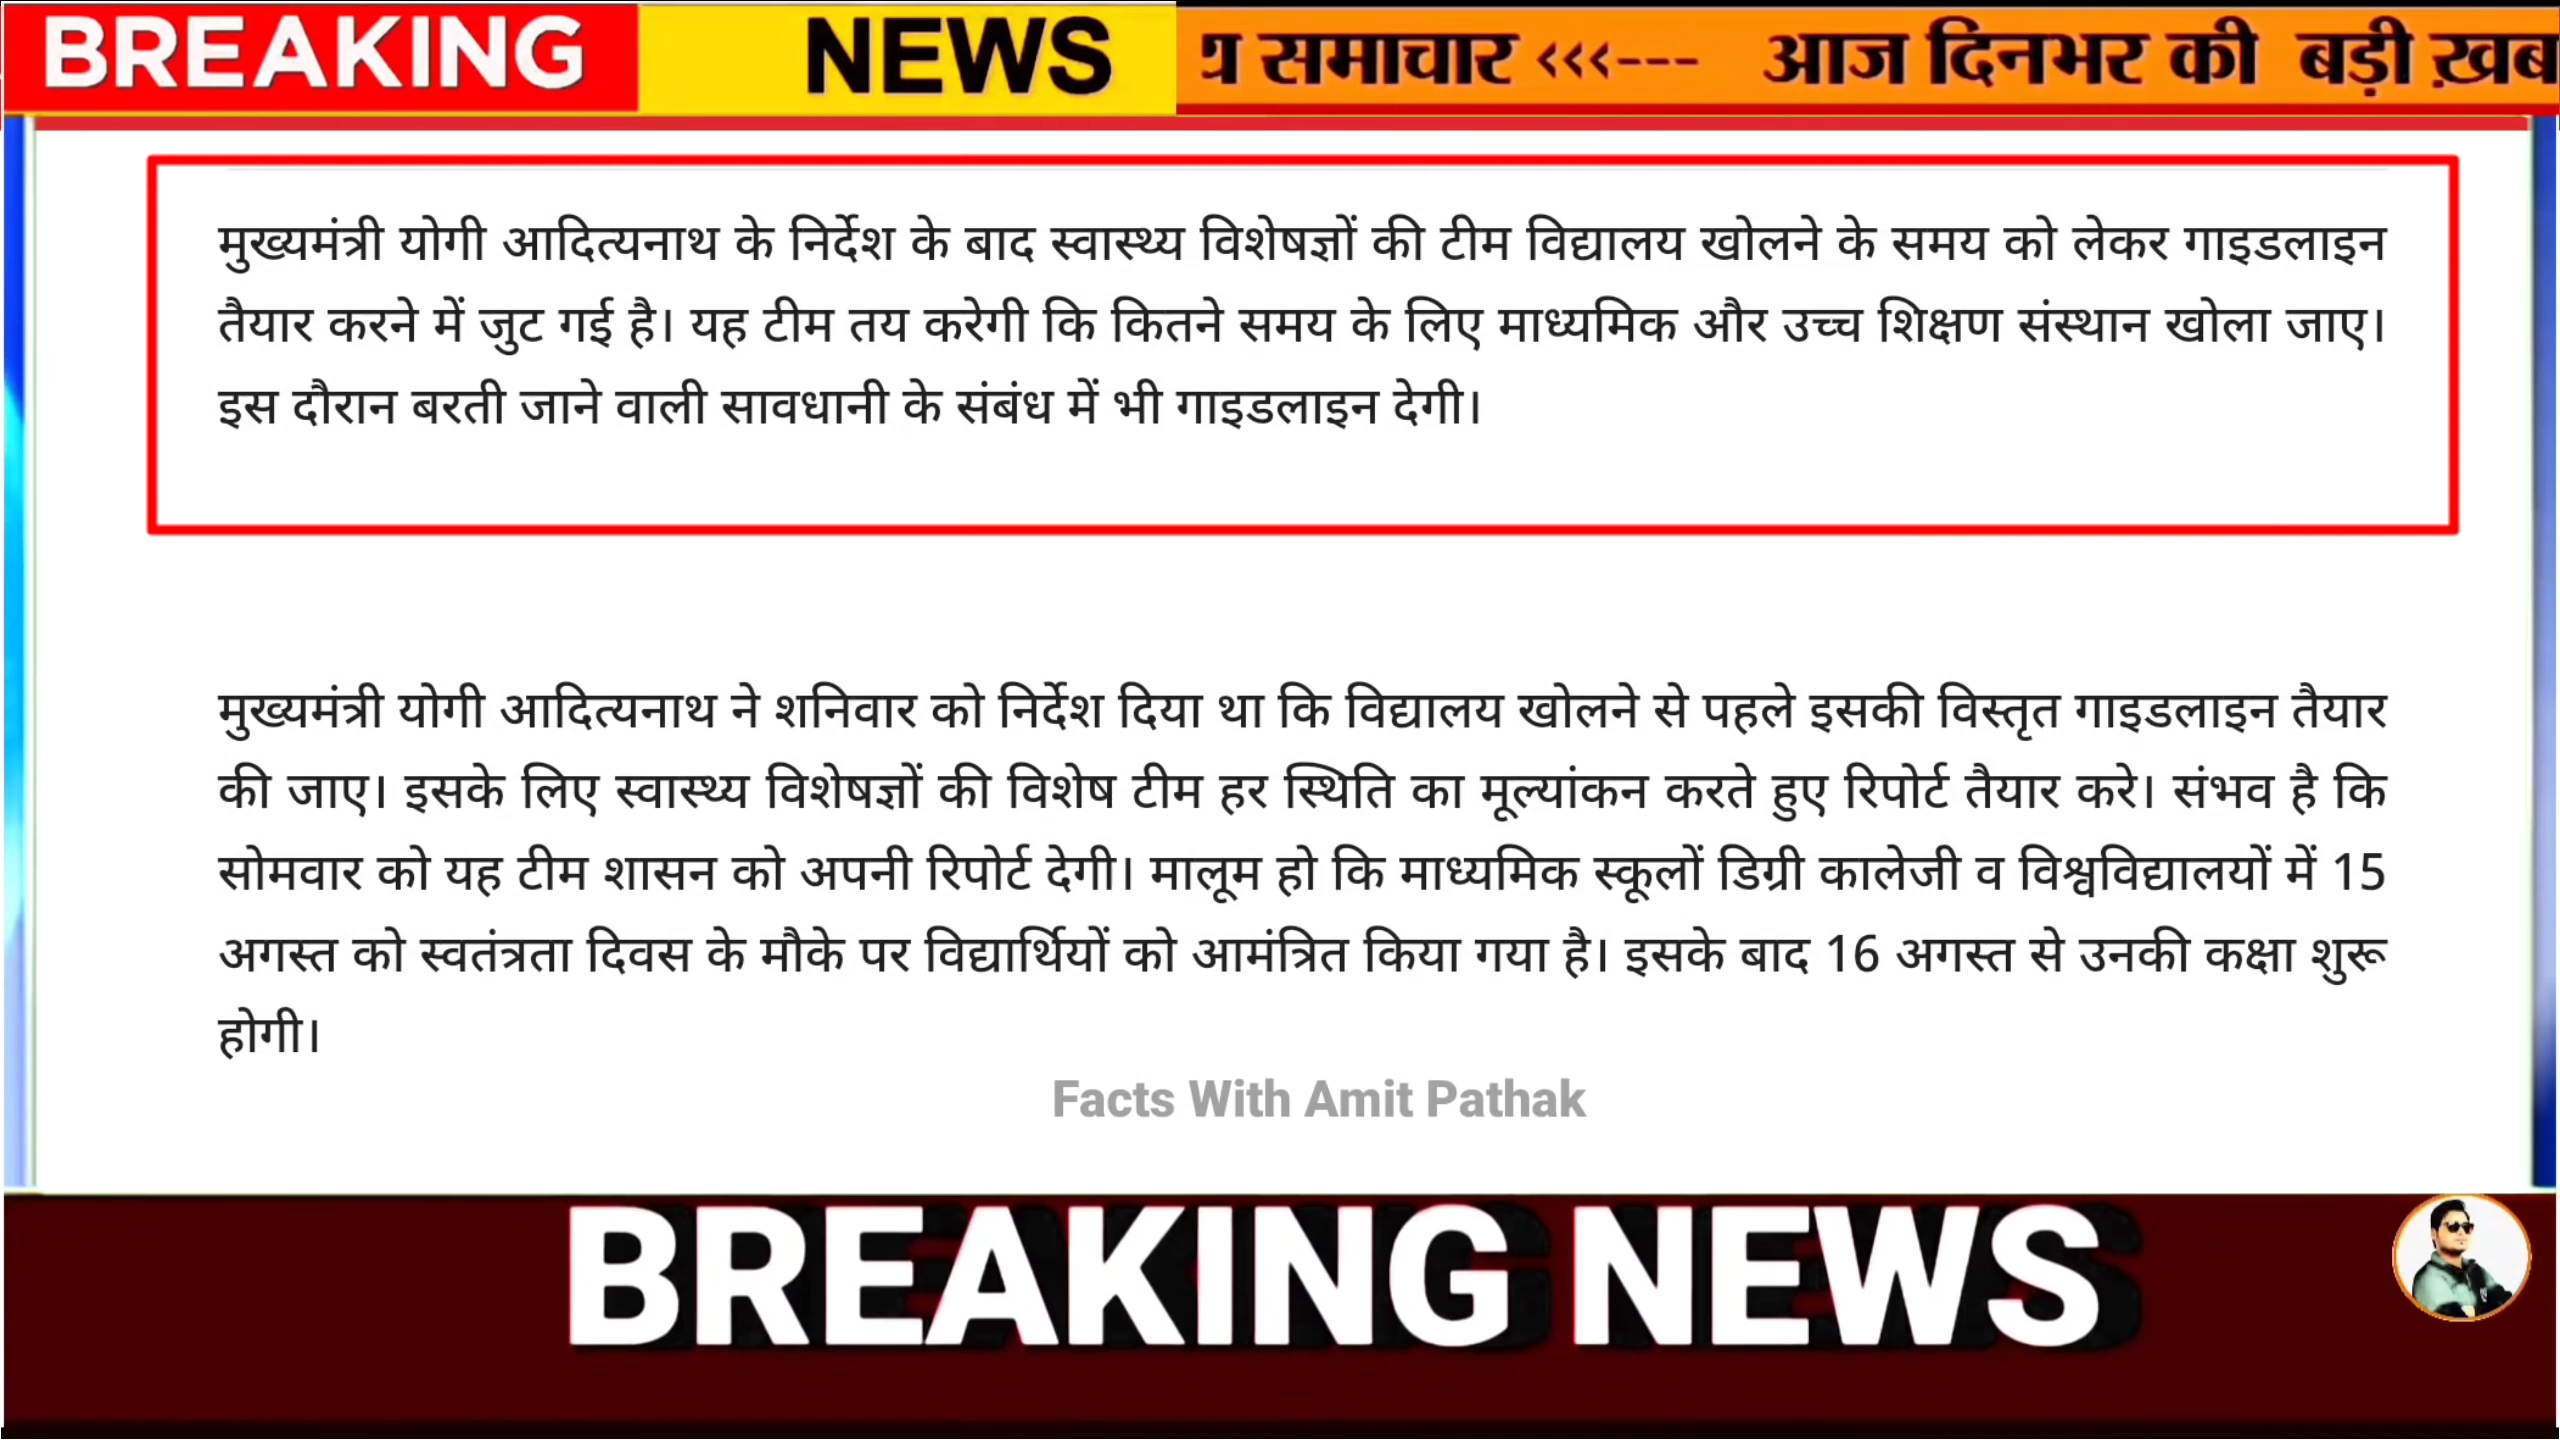 BREAKING NEWS समाचार <<<--- आज दिनभर की बड़ी
मुख्यमंत्री योगी आदित्यनाथ के निर्देश के बाद स्वास्थ्य विशेषज्ञों की टीम विद्यालय खोलने के समय को लेकर गाइडलाइन
तैयार करने में जुट गई है। यह टीम तय करेगी कि कितने समय के लिए माध्यमिक और उच्च शिक्षण संस्थान खोला जाए।
इस दौरान बरती जाने वाली सावधानी के संबंध में भी गाइडलाइन देगी।
मुख्यमंत्री योगी आदित्यनाथ ने शनिवार को निर्देश दिया था कि विद्यालय खोलने से पहले इसकी विस्तृत गाइडलाइन तैयार
की जाए। इसके लिए स्वास्थ्य विशेषज्ञों की विशेष टीम हर स्थिति का मूल्यांकन करते हुए रिपोर्ट तैयार करे। संभव है कि
सोमवार को यह टीम शासन को अपनी रिपोर्ट देगी। मालूम हो कि माध्यमिक स्कूलों डिग्री कालेजी व विश्वविद्यालयों में 15
अगस्त को स्वतंत्रता दिवस के मौके पर विद्यार्थियों को आमंत्रित किया गया है। इसके बाद 16 अगस्त से उनकी कक्षा शुरू
होगी।
Facts With Amit Pathak
BREAKING NEWS